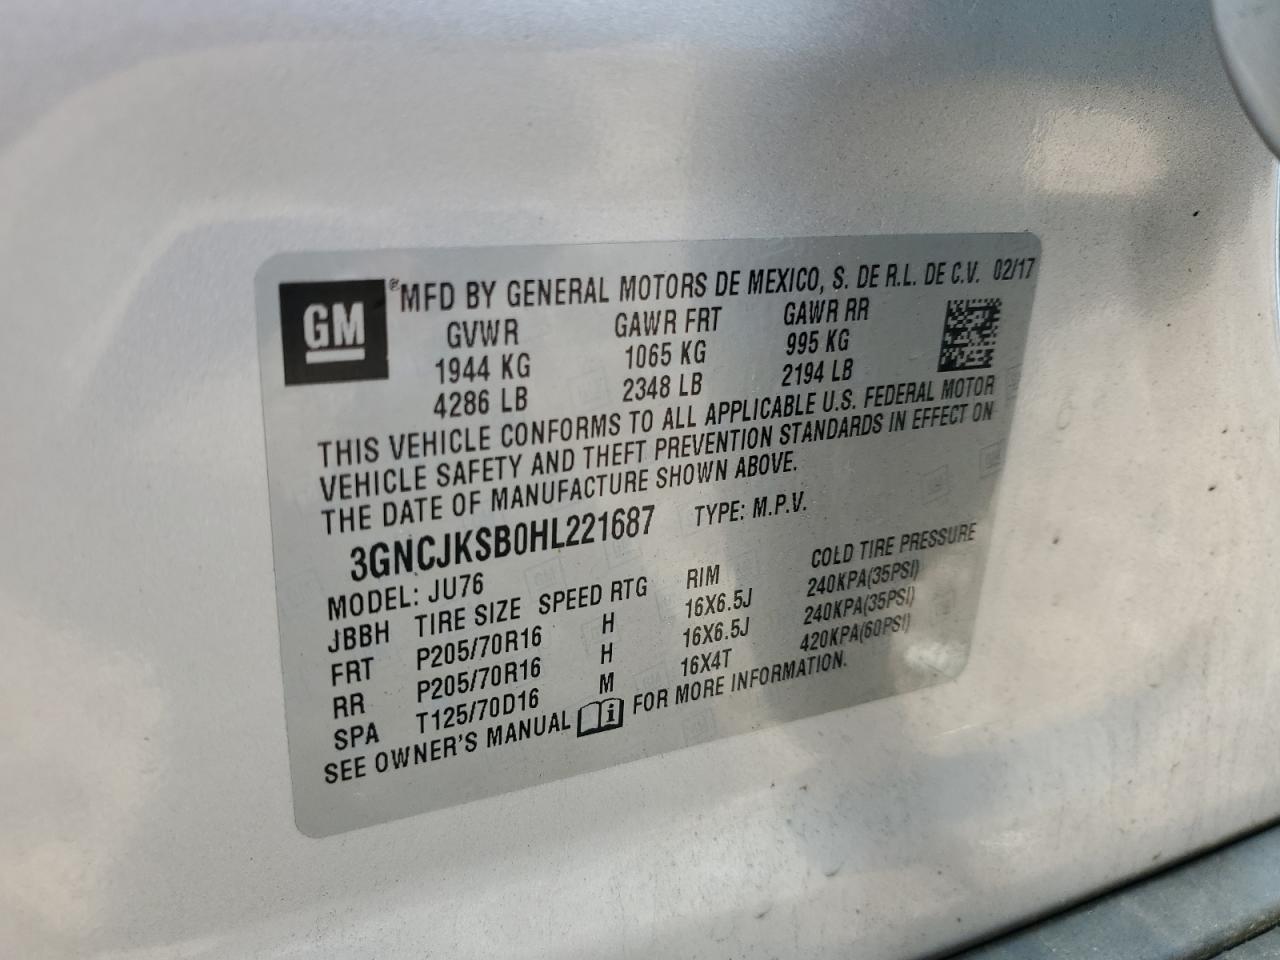 GM ®MFD BY GENERAL MOTORS DE MEXICO, S. DE R.L. DE C.V. 02/17
GVWR GAWR FRT GAWR RR
1944 KG 1065 KG 995 KG
4286 LB 2348 LB 2194 LB
THIS VEHICLE CONFORMS TO ALL APPLICABLE U.S. FEDERAL MOTOR
VEHICLE SAFETY AND THEFT PREVENTION STANDARDS IN EFFECT ON
THE DATE OF MANUFACTURE SHOWN ABOVE.
3GNCJKSB0HL221687 TYPE: M.P.V.
MODEL: JU76
JBBH TIRE SIZE SPEED RTG RIM COLD TIRE PRESSURE
FRT P205/70R16 H 16X6.5J 240KPA(35PSI)
RR P205/70R16 H 16X6.5J 240KPA(35PSI)
SPA T125/70D16 M 16X4T 420KPA(60PSI)
SEE OWNER'S MANUAL i FOR MORE INFORMATION.